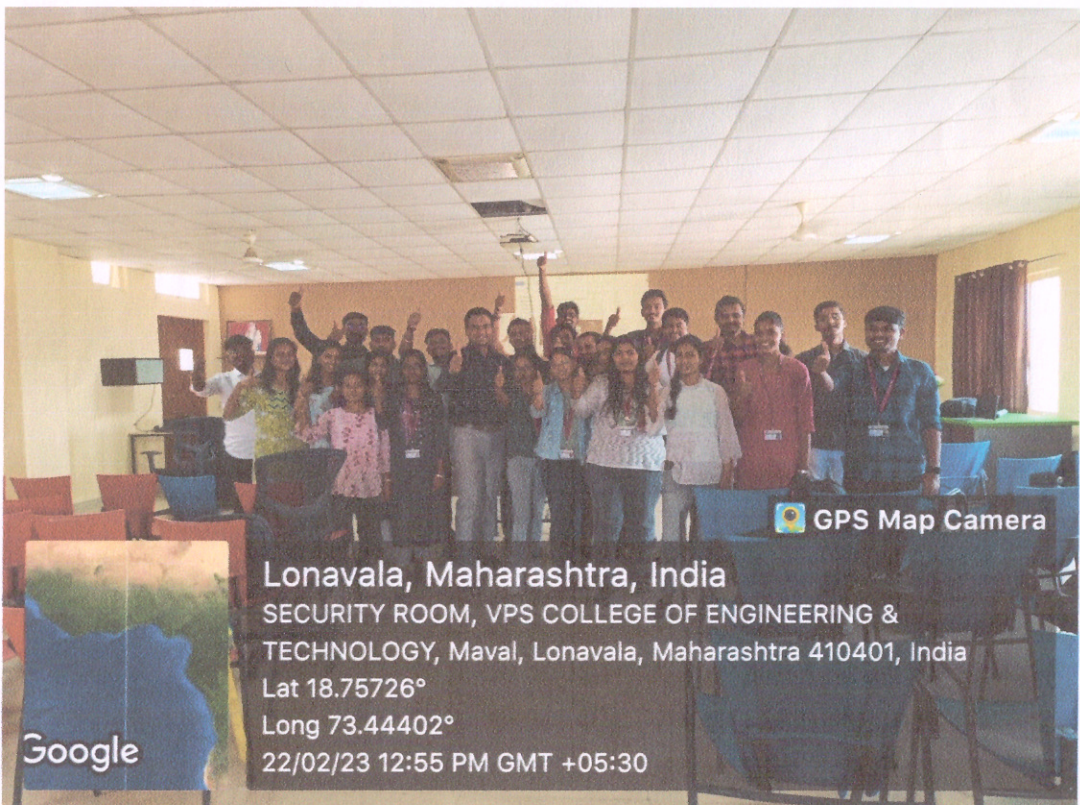 GPS Map Camera
Lonavala, Maharashtra, India
SECURITY ROOM, VPS COLLEGE OF ENGINEERING &
TECHNOLOGY, Maval, Lonavala, Maharashtra 410401, India
Lat 18.75726°
Long 73.44402°
22/02/23 12:55 PM GMT +05:30
Google